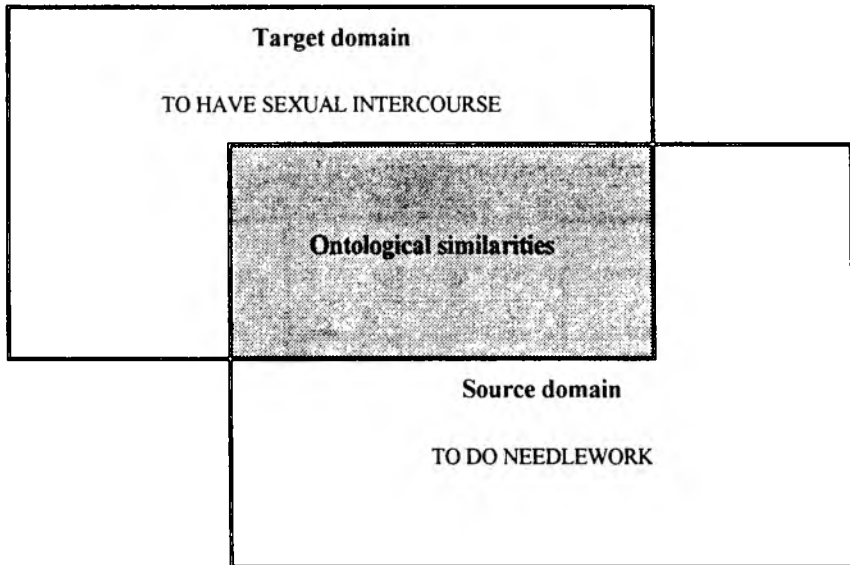 Target domain
TO HAVE SEXUAL INTERCOURSE
Ontological similarities
Source domain
TO DO NEEDLEWORK